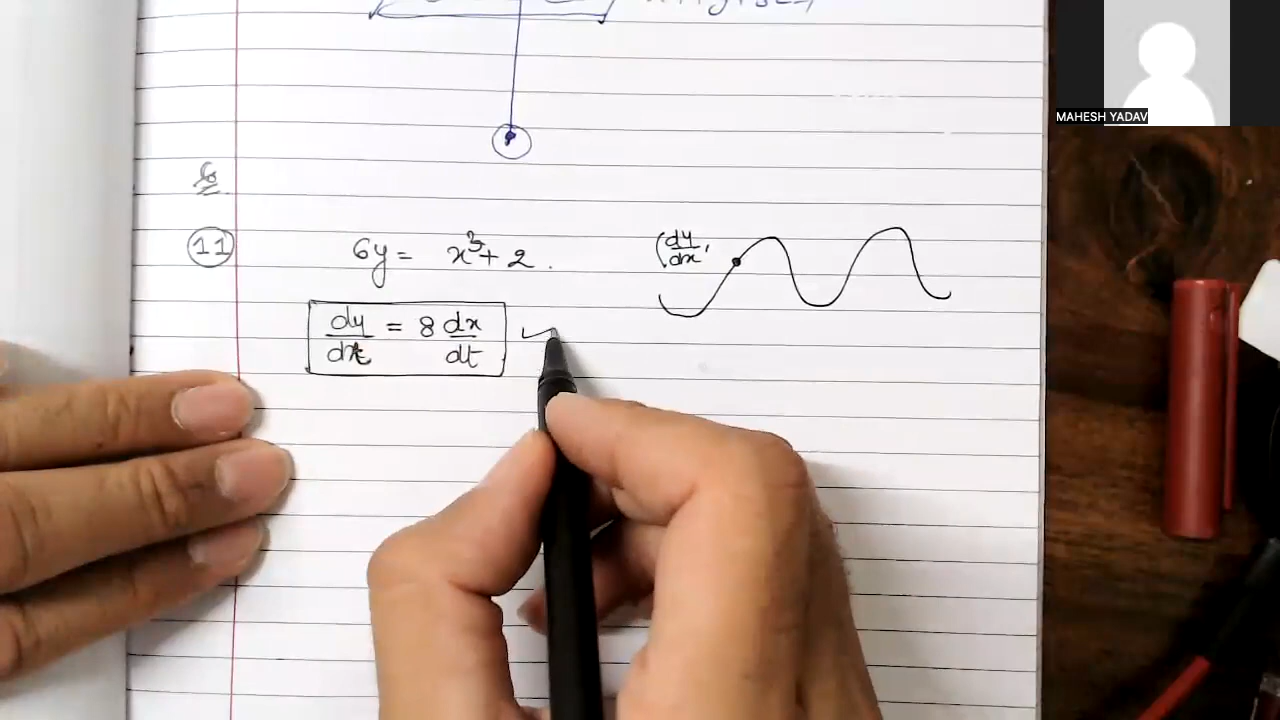 MAHESH YADAV
11 6y = x³ + 2 .
(dy/dx,
dy/dt = 8 dx/dt